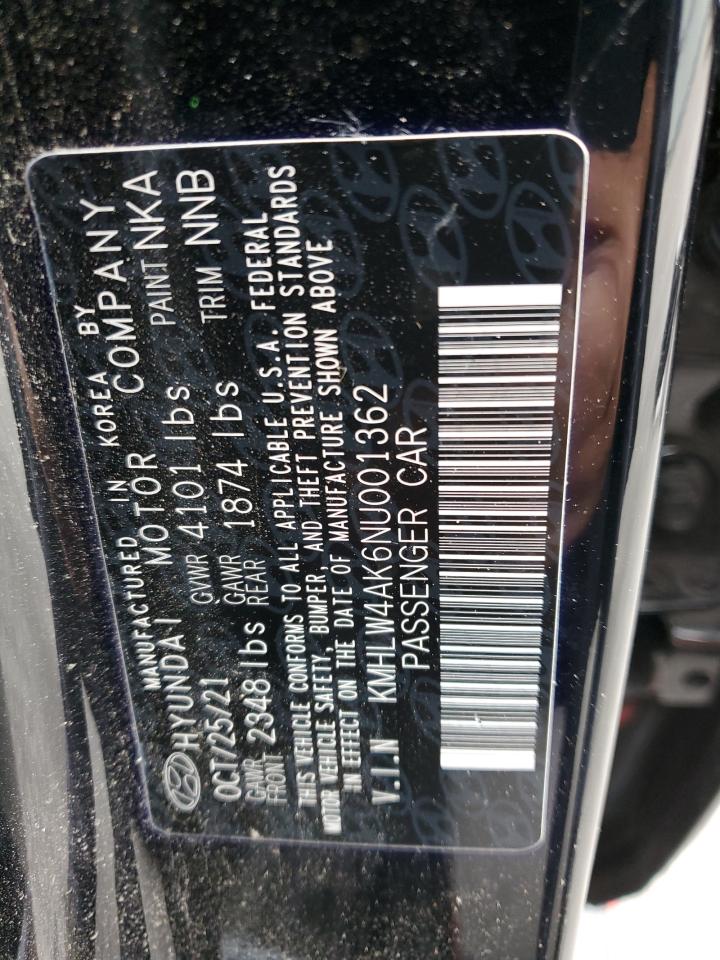 MANUFACTURED IN KOREA BY
HYUNDAI MOTOR COMPANY
OCT/25/21 GVWR 4101 lbs PAINT NKA
GAWR FRONT 2348 lbs GAWR REAR 1874 lbs TRIM NNB
THIS VEHICLE CONFORMS TO ALL APPLICABLE U.S.A. FEDERAL
MOTOR VEHICLE SAFETY, BUMPER, AND THEFT PREVENTION STANDARDS
IN EFFECT ON THE DATE OF MANUFACTURE SHOWN ABOVE
V.I.N KMHLW4AK6NU001362
PASSENGER CAR